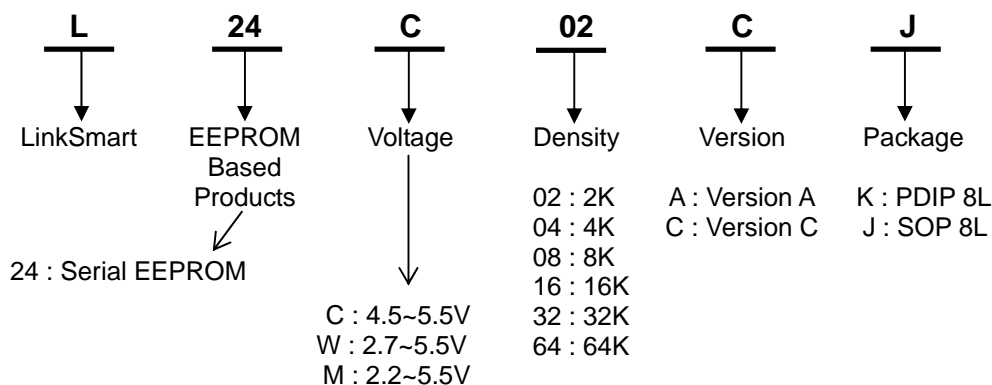 L 24 C 02 C J
LinkSmart EEPROM Voltage Density Version Package
Based
Products
24 : Serial EEPROM
C : 4.5~5.5V
W : 2.7~5.5V
M : 2.2~5.5V
02 : 2K
04 : 4K
08 : 8K
16 : 16K
32 : 32K
64 : 64K
A : Version A
C : Version C
K : PDIP 8L
J : SOP 8L